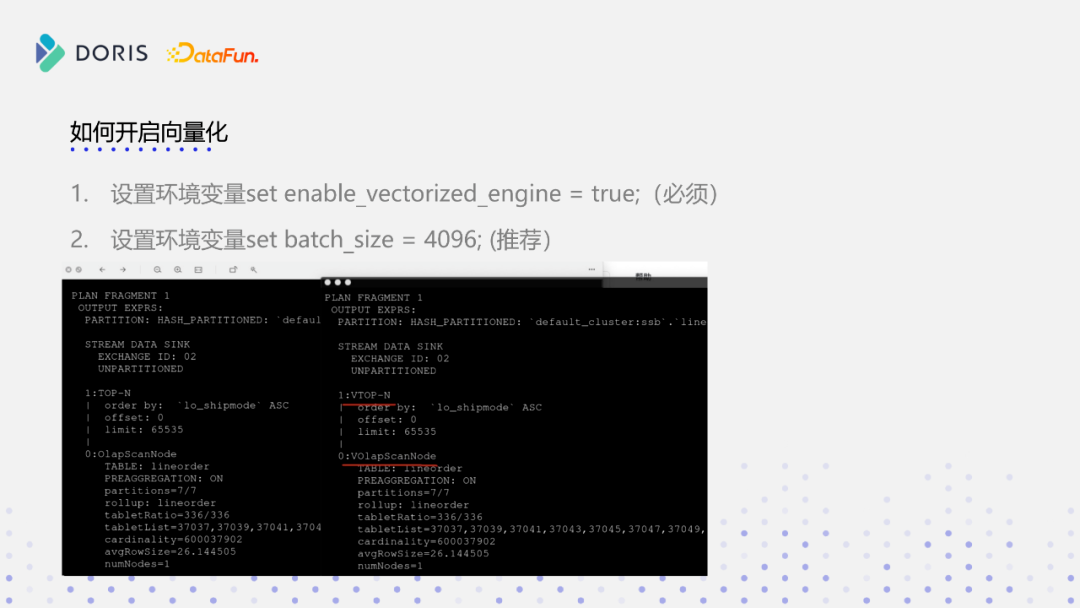 DORIS
DataFun.
如何开启向量化
1. 设置环境变量set enable_vectorized_engine = true;（必须）
2. 设置环境变量set batch_size = 4096; (推荐）
帮助
PLAN FRAGMENT 1
OUTPUT EXPRS:
PARTITION: HASH_PARTITIONED: `defaul
STREAM DATA SINK
EXCHANGE ID: 02
UNPARTITIONED
1:TOP-N
| order by: `lo_shipmode` ASC
| offset: 0
| limit: 65535
|
0:OlapScanNode
TABLE: lineorder
PREAGGREGATION: ON
partitions=7/7
rollup: lineorder
tabletRatio=336/336
tabletList=37037,37039,37041,3704
cardinality=600037902
avgRowSize=26.144505
numNodes=1
PLAN FRAGMENT 1
OUTPUT EXPRS:
PARTITION: HASH_PARTITIONED: `default_cluster:ssb`.`line
STREAM DATA SINK
EXCHANGE ID: 02
UNPARTITIONED
1:VTOP-N
| order by: `lo_shipmode` ASC
| offset: 0
| limit: 65535
|
0:VOlapScanNode
TABLE: lineorder
PREAGGREGATION: ON
partitions=7/7
rollup: lineorder
tabletRatio=336/336
tabletList=37037,37039,37041,37043,37045,37047,37049,
cardinality=600037902
avgRowSize=26.144505
numNodes=1